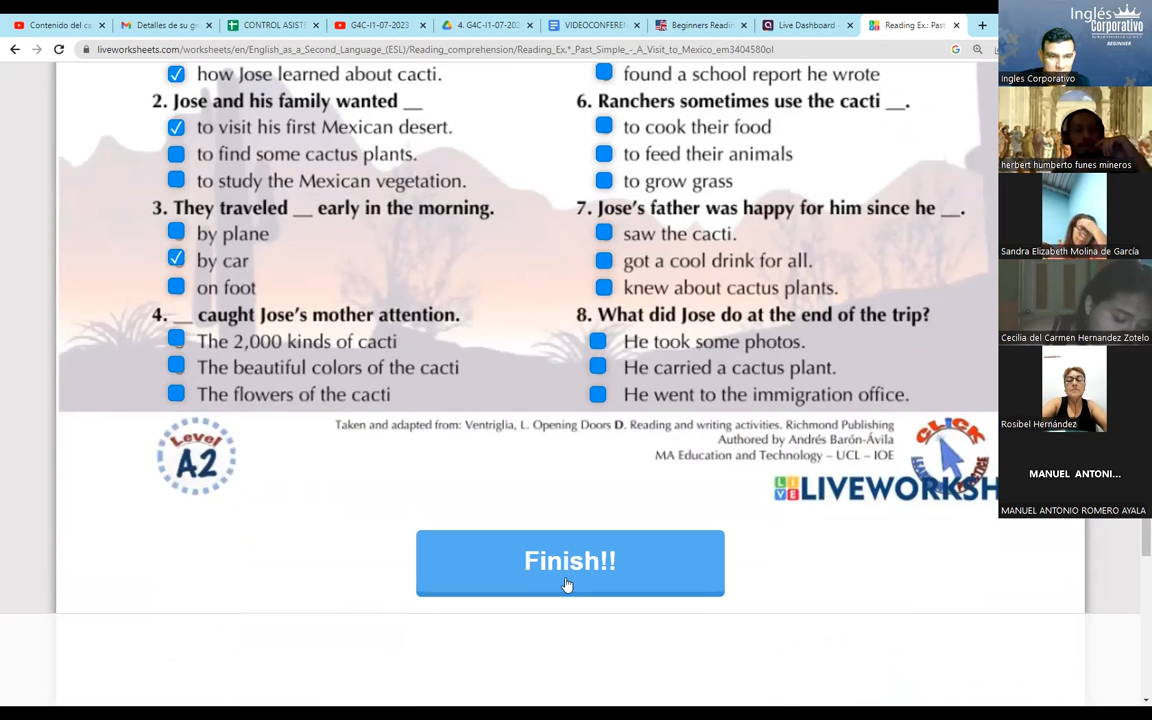 Contenido del c
Detalles de su g
CONTROL ASIST
G4C-I1-07-2023
4. G4C-I1-07-202
VIDEOCONFERE
Beginners Readi
Live Dashboard -
Reading Ex.: Past
liveworksheets.com/worksheets/en/English_as_a_Second_Language_(ESL)/Reading_comprehension/Reading_Ex.*_Past_Simple_-_A_Visit_to_Mexico_em3404580ol
how Jose learned about cacti.
2. Jose and his family wanted __
to visit his first Mexican desert.
to find some cactus plants.
to study the Mexican vegetation.
3. They traveled __ early in the morning.
by plane
by car
on foot
4. __ caught Jose's mother attention.
The 2,000 kinds of cacti
The beautiful colors of the cacti
The flowers of the cacti
found a school report he wrote
6. Ranchers sometimes use the cacti __.
to cook their food
to feed their animals
to grow grass
7. Jose's father was happy for him since he __.
saw the cacti.
got a cool drink for all.
knew about cactus plants.
8. What did Jose do at the end of the trip?
He took some photos.
He carried a cactus plant.
He went to the immigration office.
Level
A2
Taken and adapted from: Ventriglia, L. Opening Doors D. Reading and writing activities. Richmond Publishing
Authored by Andrés Barón-Ávila
MA Education and Technology – UCL – IOE
CLICK
LIVE
LIVEWORKSH
Finish!!
Inglés
Corporativo
BEGINNER
Ingles Corporativo
herbert humberto funes mineros
Sandra Elizabeth Molina de García
Cecilia del Carmen Hernandez Zotelo
Rosibel Hernández
MANUEL ANTONI...
MANUEL ANTONIO ROMERO AYALA